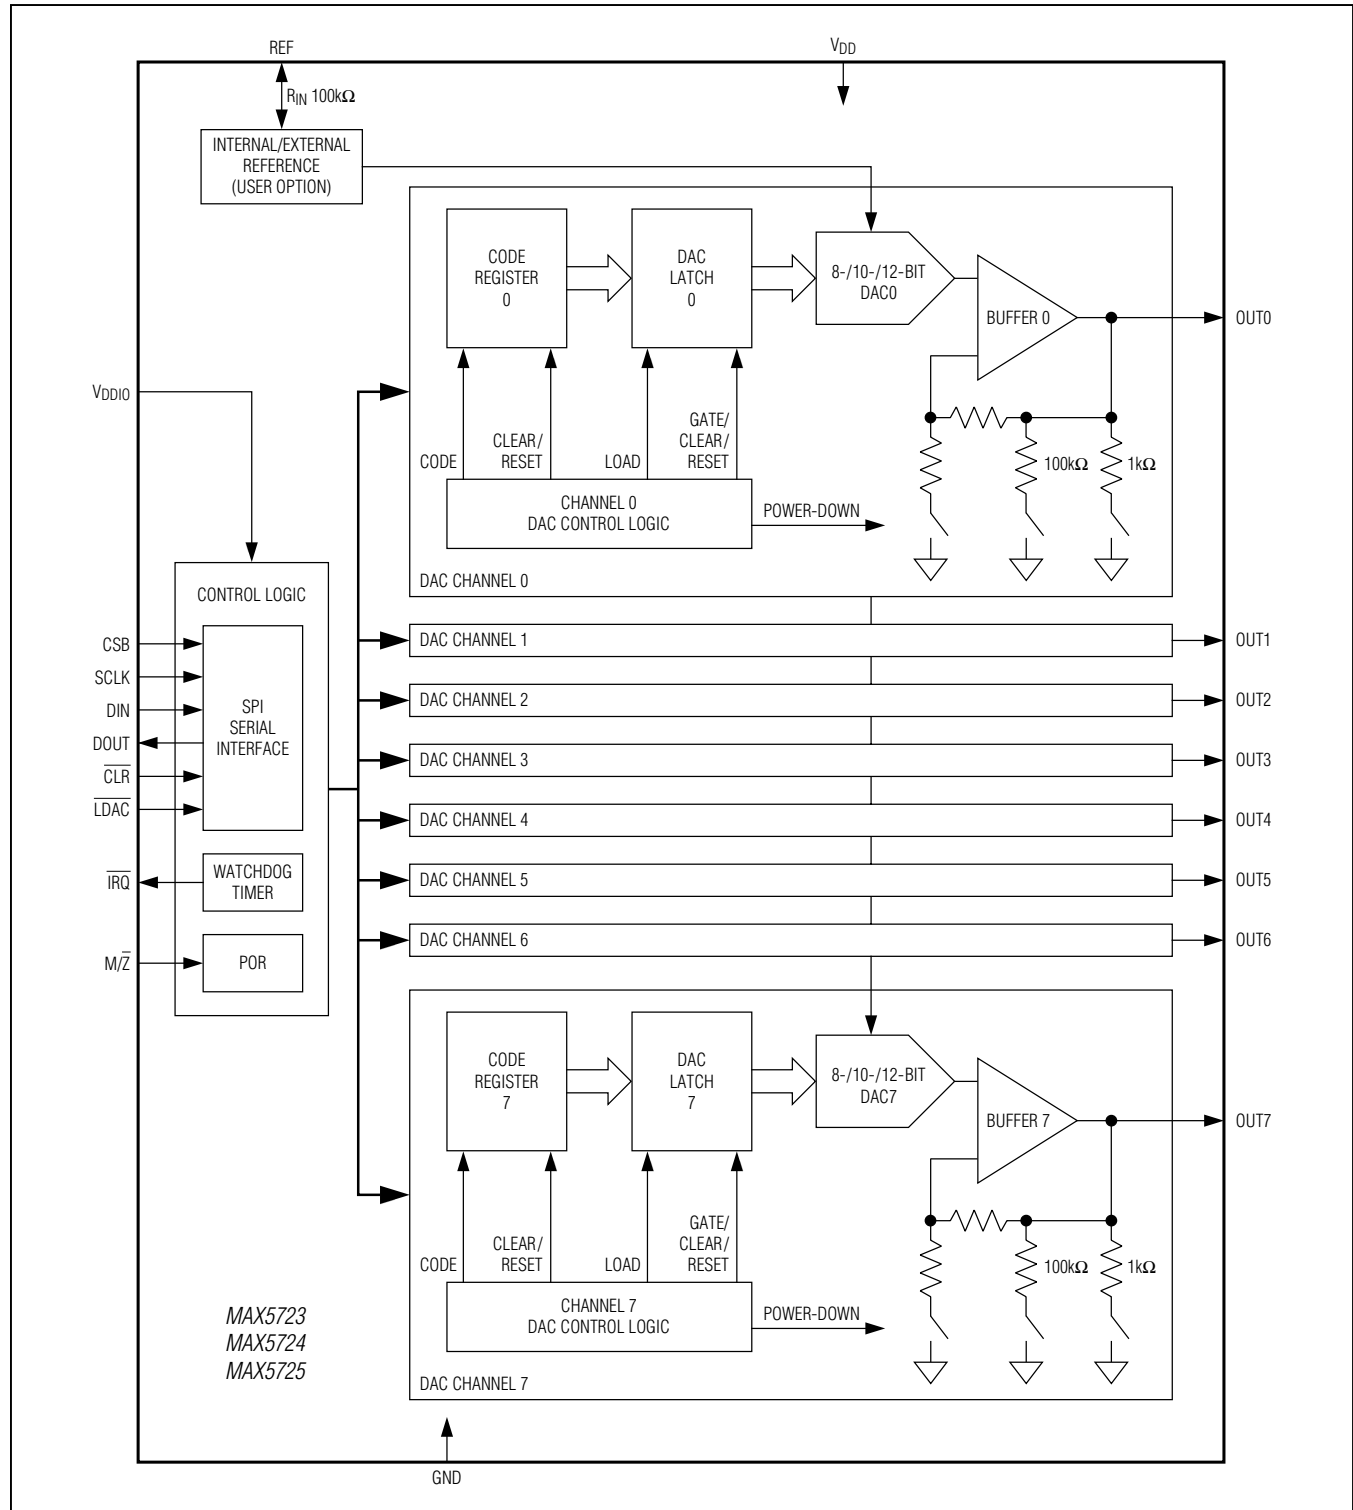 REF
VDD
RIN 100kΩ
INTERNAL/EXTERNAL
REFERENCE
(USER OPTION)
CODE
REGISTER
0
DAC
LATCH
0
8-/10-/12-BIT
DAC0
BUFFER 0
OUT0
VDDIO
CODE
CLEAR/
RESET
LOAD
GATE/
CLEAR/
RESET
100kΩ
1kΩ
CHANNEL 0
DAC CONTROL LOGIC
POWER-DOWN
DAC CHANNEL 0
CONTROL LOGIC
CSB
SCLK
DIN
DOUT
CLR
LDAC
SPI
SERIAL
INTERFACE
IRQ
WATCHDOG
TIMER
M/Z
POR
DAC CHANNEL 1
OUT1
DAC CHANNEL 2
OUT2
DAC CHANNEL 3
OUT3
DAC CHANNEL 4
OUT4
DAC CHANNEL 5
OUT5
DAC CHANNEL 6
OUT6
CODE
REGISTER
7
DAC
LATCH
7
8-/10-/12-BIT
DAC7
BUFFER 7
OUT7
CODE
CLEAR/
RESET
LOAD
GATE/
CLEAR/
RESET
100kΩ
1kΩ
CHANNEL 7
DAC CONTROL LOGIC
POWER-DOWN
DAC CHANNEL 7
MAX5723
MAX5724
MAX5725
GND